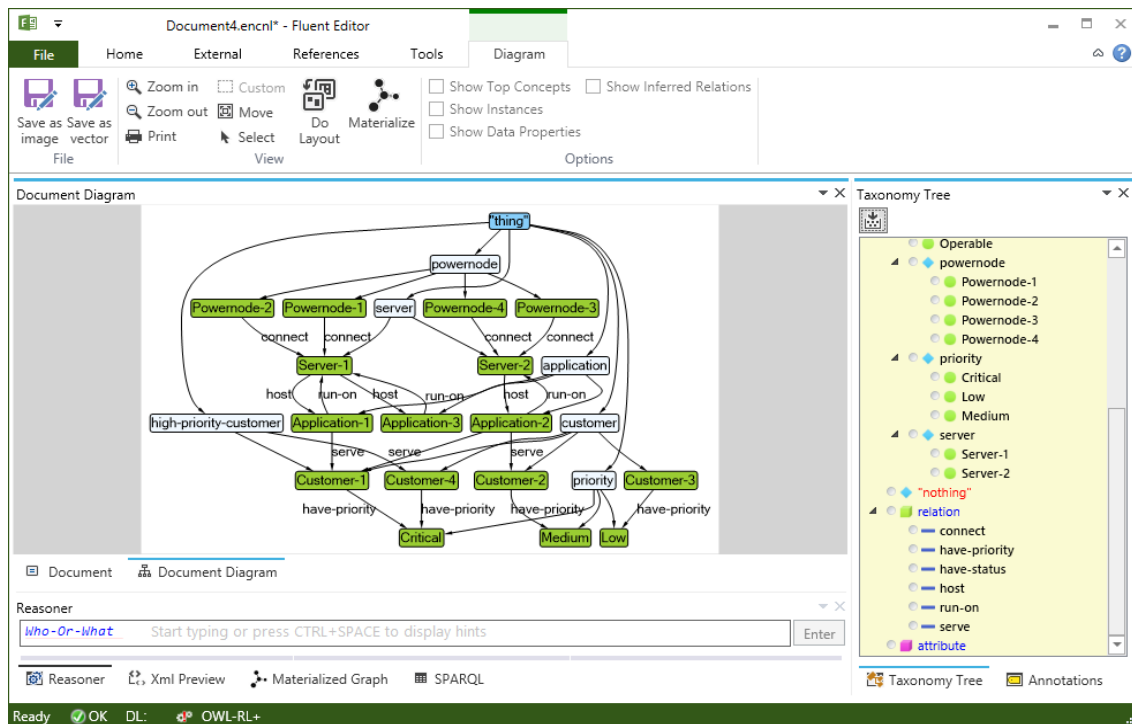 Document4.encnl* - Fluent Editor
Diagram
File Home External References Tools Diagram
Save as image
Save as vector
File
Zoom in
Zoom out
Print
Custom
Move
Select
Do Layout
Materialize
View
Show Top Concepts
Show Instances
Show Data Properties
Show Inferred Relations
Options
Document Diagram
"thing"
powernode
Powernode-2 Powernode-1 server Powernode-4 Powernode-3
connect connect connect connect
Server-1 Server-2 application
host run-on host run-on host run-on
high-priority-customer Application-1 Application-3 Application-2 customer
serve serve serve
Customer-1 Customer-4 Customer-2 priority Customer-3
have-priority have-priority have-priority have-priority
Critical Medium Low
Document Document Diagram
Reasoner
Who-Or-What Start typing or press CTRL+SPACE to display hints Enter
Reasoner Xml Preview Materialized Graph SPARQL
Taxonomy Tree
Operable
powernode
Powernode-1
Powernode-2
Powernode-3
Powernode-4
priority
Critical
Low
Medium
server
Server-1
Server-2
"nothing"
relation
connect
have-priority
have-status
host
run-on
serve
attribute
Taxonomy Tree Annotations
Ready OK DL: OWL-RL+